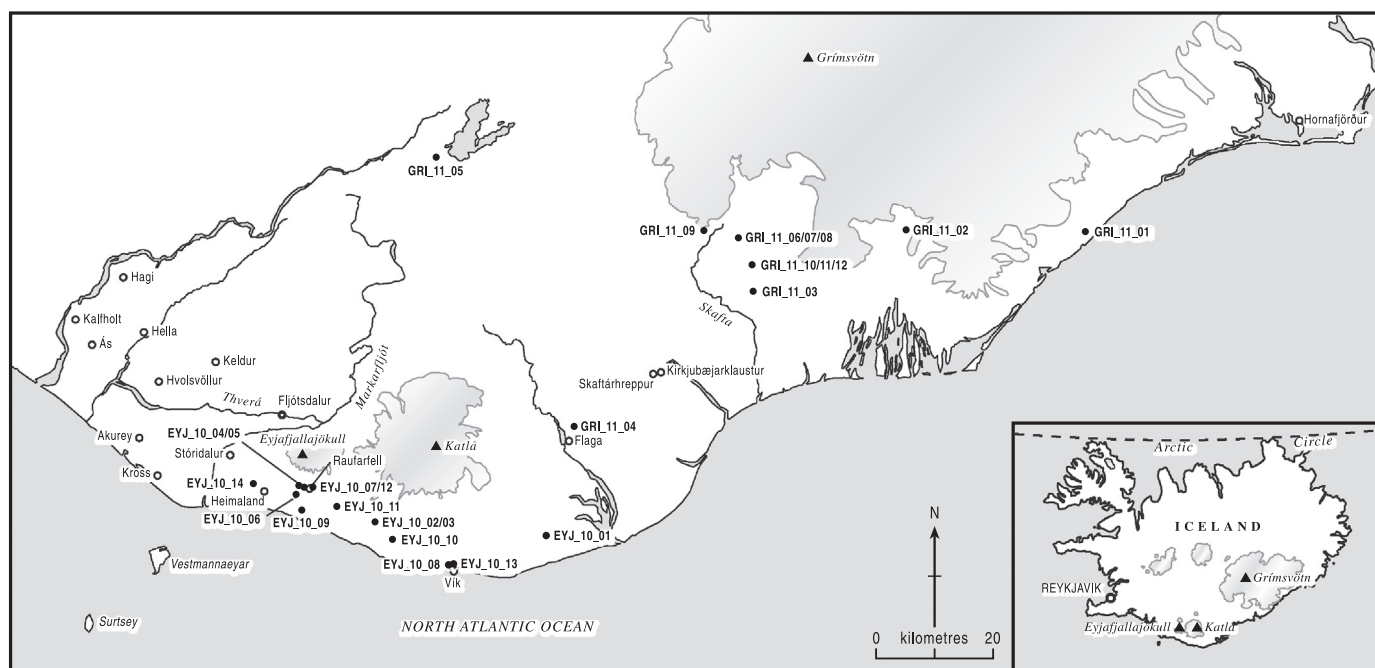 Grímsvötn
Hornafjörður
GRI_11_05
GRI_11_09
GRI_11_06/07/08
GRI_11_02
GRI_11_01
GRI_11_10/11/12
GRI_11_03
Hagi
Kalfholt
Hella
Ás
Skafta
Keldur
Hvolsvöllur
Markarfljót
Kirkjubæjarklaustur
Skaftárhreppur
Thverá
Fljótsdalur
GRI_11_04
Flaga
Akurey
EYJ_10_04/05
Eyjafjallajökull
Katla
Stóridalur
Raufarfell
Kross
EYJ_10_14
Heimaland
EYJ_10_07/12
EYJ_10_06
EYJ_10_09
EYJ_10_11
EYJ_10_02/03
EYJ_10_10
EYJ_10_01
EYJ_10_08
EYJ_10_13
Vík
Vestmannaeyar
Surtsey
NORTH ATLANTIC OCEAN
N
0 kilometres 20
Arctic Circle
ICELAND
Grímsvötn
REYKJAVIK
Eyjafjallajökull
Katla